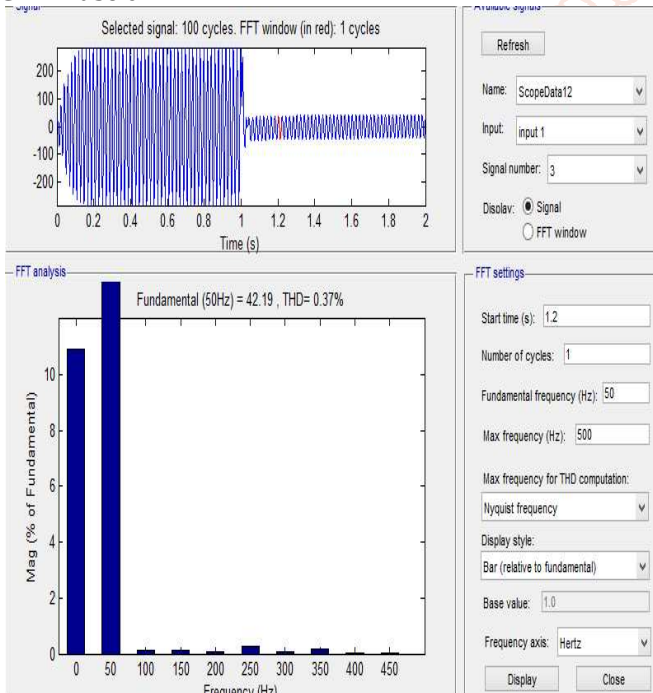 Signal
Selected signal: 100 cycles. FFT window (in red): 1 cycles
200
100
0
-100
-200
0 0.2 0.4 0.6 0.8 1 1.2 1.4 1.6 1.8 2
Time (s)
Available signals
Refresh
Name: ScopeData12
Input: input 1
Signal number: 3
Display: Signal
FFT window
FFT analysis
Fundamental (50Hz) = 42.19 , THD= 0.37%
10
8
6
4
2
0
Mag (% of Fundamental)
0 50 100 150 200 250 300 350 400 450
Frequency (Hz)
FFT settings
Start time (s): 1.2
Number of cycles: 1
Fundamental frequency (Hz): 50
Max frequency (Hz): 500
Max frequency for THD computation:
Nyquist frequency
Display style:
Bar (relative to fundamental)
Base value: 1.0
Frequency axis: Hertz
Display Close